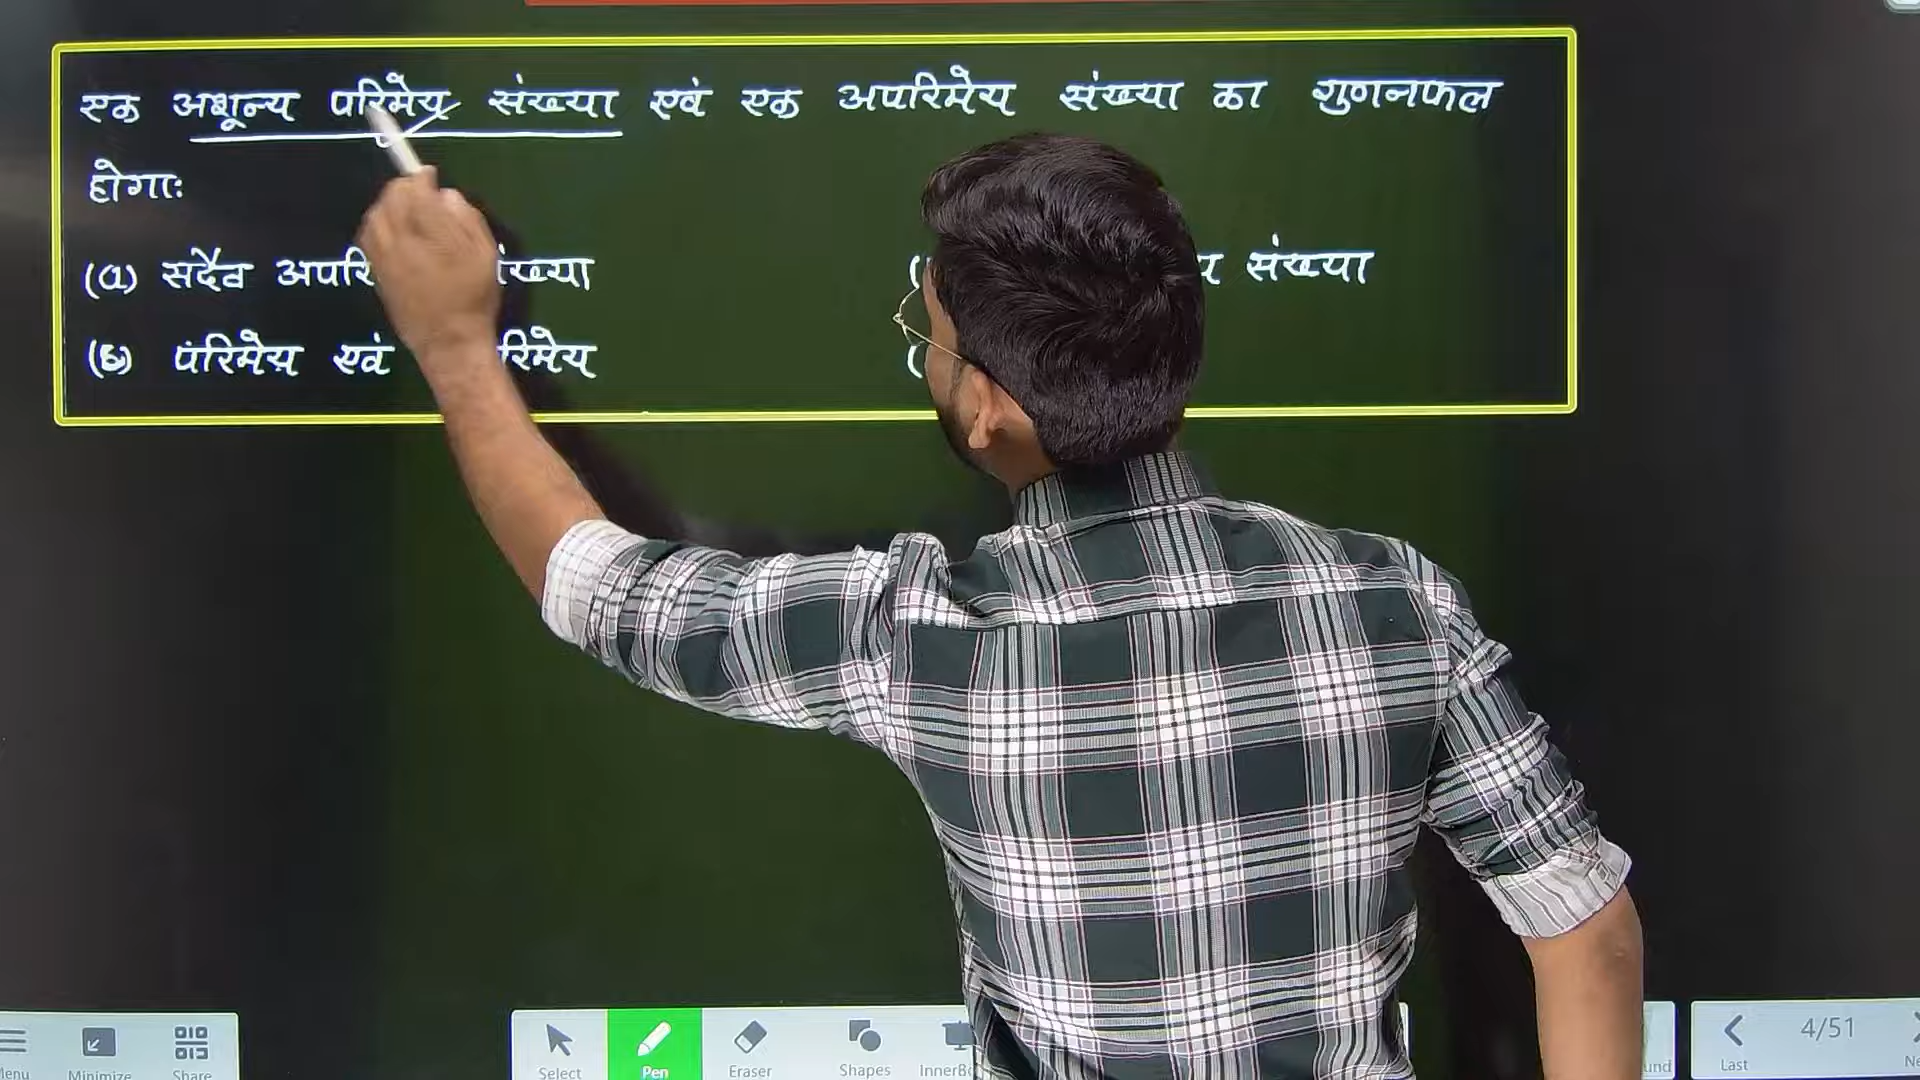 एक अशून्य परिमेय संख्या एवं एक अपरिमेय संख्या का गुणनफल
होगाः
(a) सदैव अपरि ख्या
संख्या
(b) परिमेय एवं रिमेय
Minimize
Share
Select
Pen
Eraser
Shapes
4/51
Last